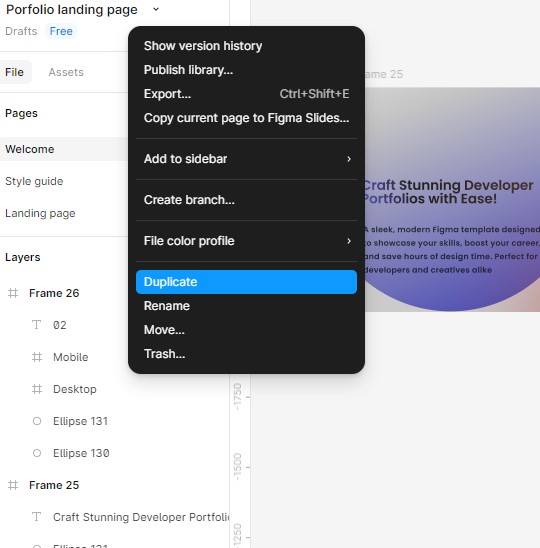 Porfolio landing page
Drafts Free
File Assets
Pages
Welcome
Style guide
Landing page
Layers
Frame 26
02
Mobile
Desktop
Ellipse 131
Ellipse 130
Frame 25
Craft Stunning Developer Portfoli
Ellipse 131
Show version history
Publish library...
Export... Ctrl+Shift+E
Copy current page to Figma Slides...
Add to sidebar
Create branch...
File color profile
Duplicate
Rename
Move...
Trash...
ame 25
Craft Stunning Developer
Portfolios with Ease!
A sleek, modern Figma template designed
to showcase your skills, boost your career,
and save hours of design time. Perfect for
developers and creatives alike
-1750
-1500
-1250